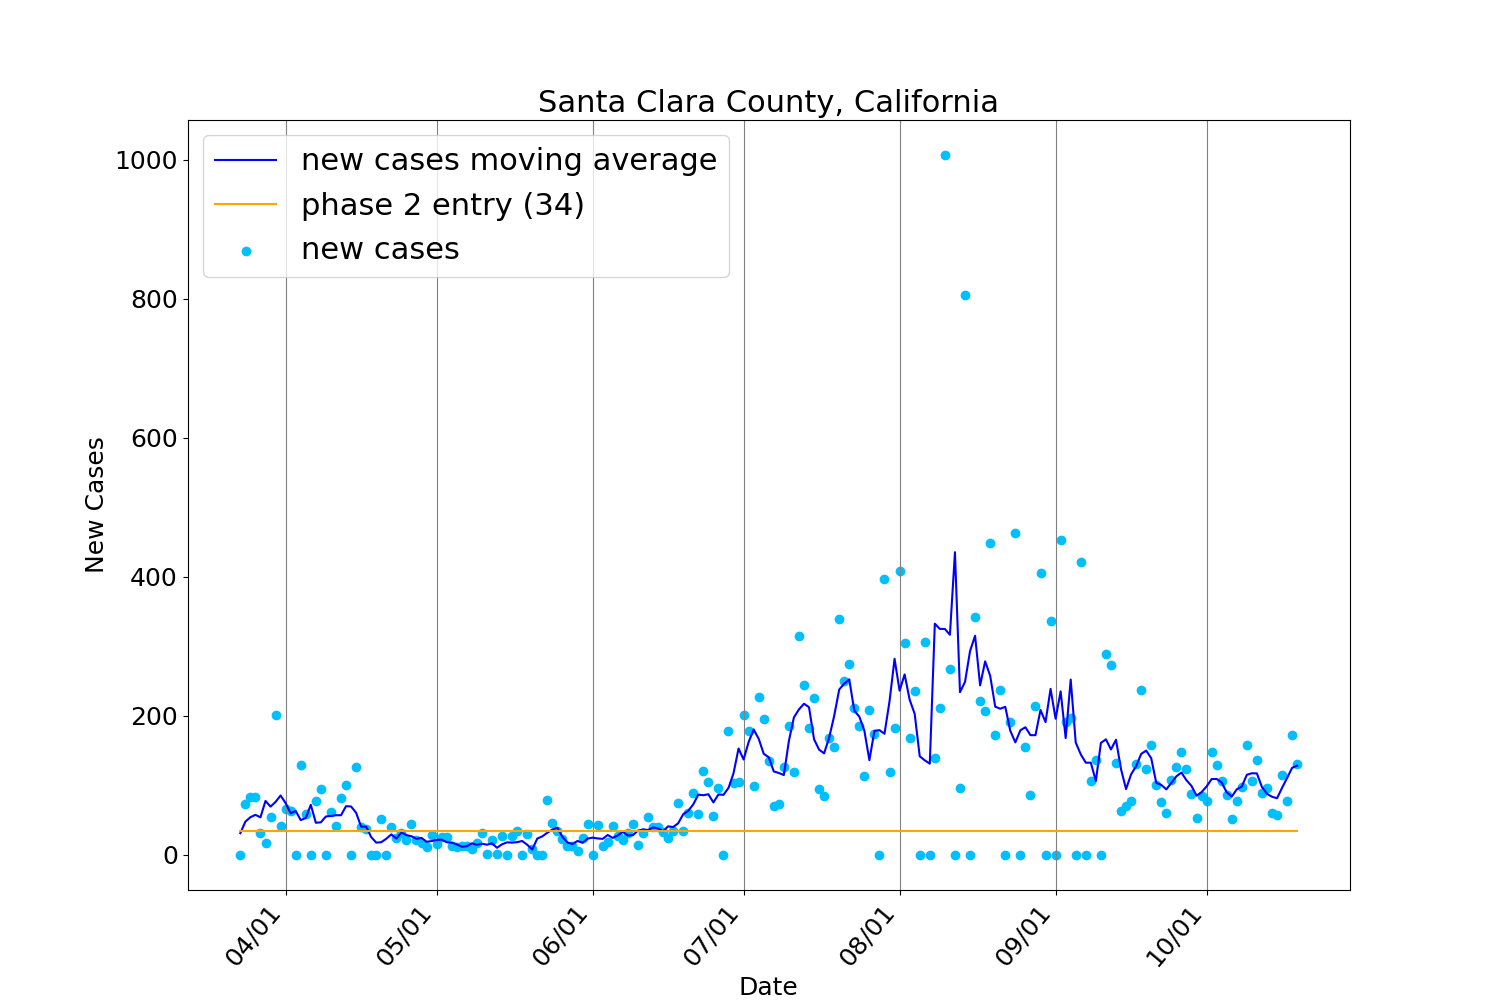 Santa Clara County, California
new cases moving average
phase 2 entry (34)
new cases
1000
800
600
400
200
0
New Cases
04/01
05/01
06/01
07/01
08/01
09/01
10/01
Date